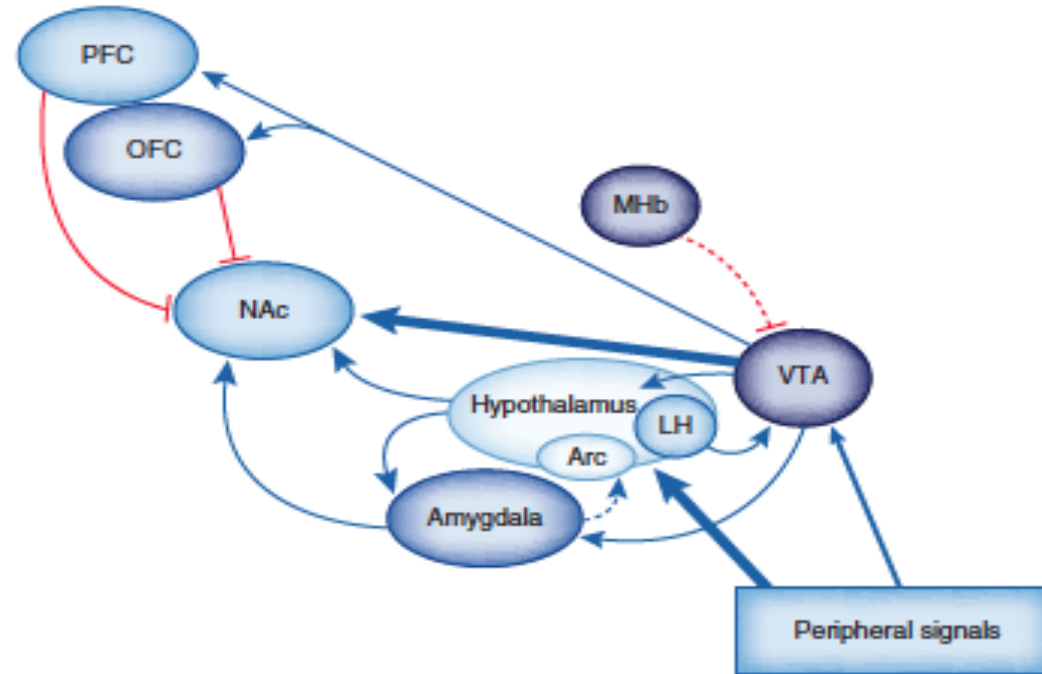 PFC
OFC
MHb
NAc
VTA
Hypothalamus
LH
Arc
Amygdala
Peripheral signals